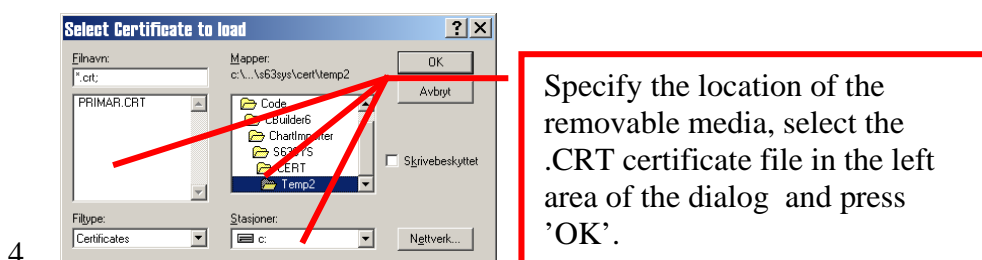 Select Certificate to load
Filnavn:
*.crt;
PRIMAR.CRT
Filtype:
Certificates
Mapper:
c:\...\s63sys\cert\temp2
Code
CBuilder6
ChartImporter
S63SYS
CERT
Temp2
Stasjoner:
c:
OK
Avbryt
Skrivebeskyttet
Nettverk...
Specify the location of the
removable media, select the
.CRT certificate file in the left
area of the dialog and press
’OK’.
4